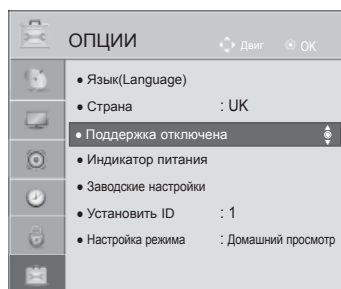 ОПЦИИ Двиг OK
• Язык(Language)
• Страна : UK
• Поддержка отключена
• Индикатор питания
• Заводские настройки
• Установить ID : 1
• Настройка режима : Домашний просмотр